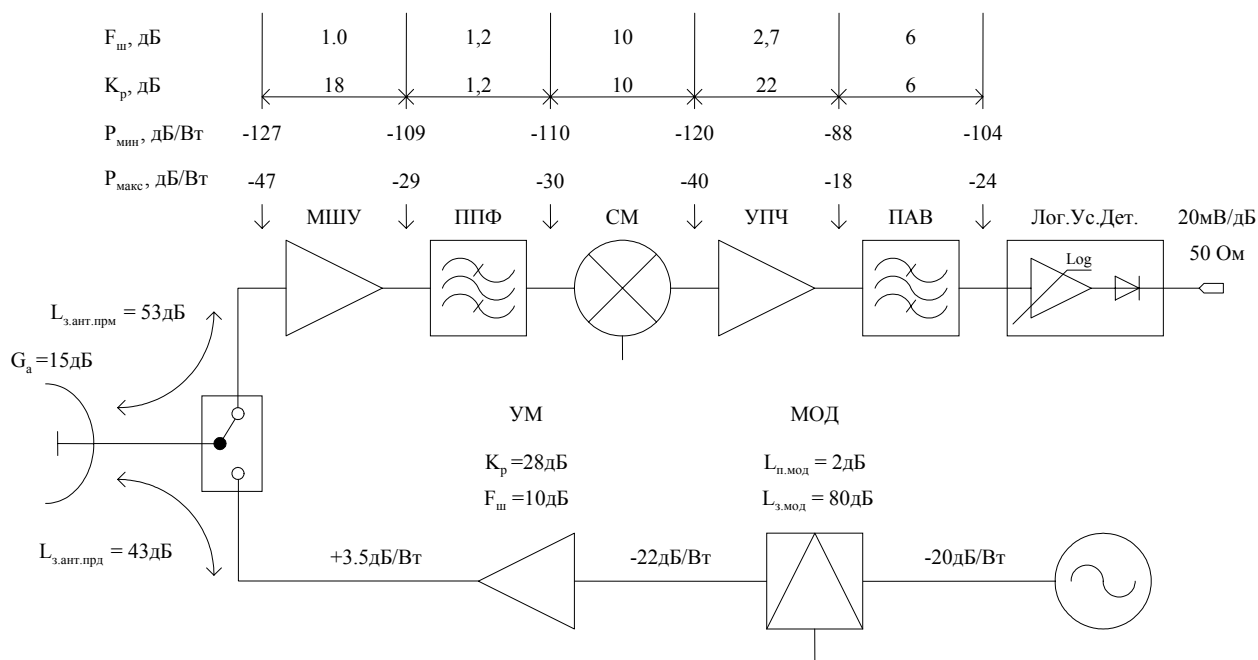 Fш, дБ 1.0 1,2 10 2,7 6
Kр, дБ 18 1,2 10 22 6
Pмин, дБ/Вт -127 -109 -110 -120 -88 -104
Pмакс, дБ/Вт -47 -29 -30 -40 -18 -24
МШУ ППФ СМ УПЧ ПАВ Лог.Ус.Дет. 20мВ/дБ
50 Ом
Log
Lз.ант.прм = 53дБ
Gа =15дБ
УМ МОД
Kр =28дБ Lп.мод = 2дБ
Fш =10дБ Lз.мод = 80дБ
Lз.ант.прд = 43дБ +3.5дБ/Вт -22дБ/Вт -20дБ/Вт